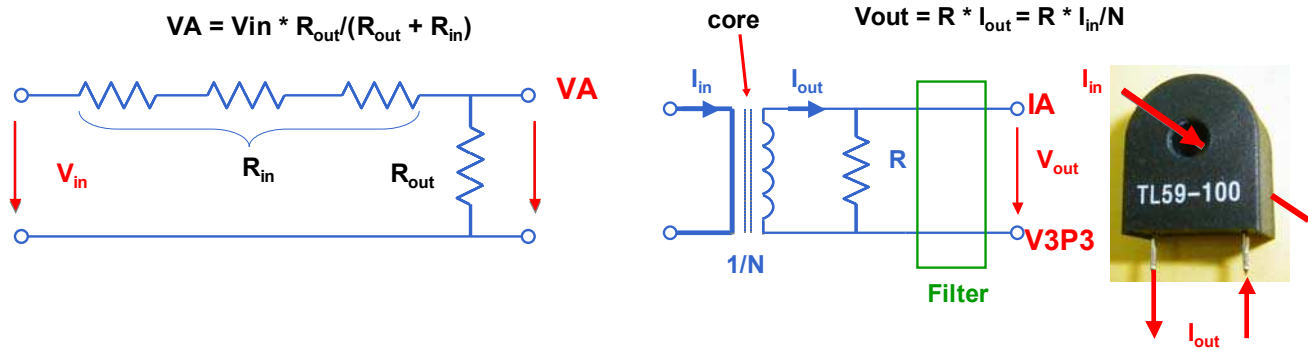 VA = Vin * Rout/(Rout + Rin)
VA
Vin
Rin
Rout
Vout = R * Iout = R * Iin/N
core
Iin
Iout
IA
R
Vout
V3P3
1/N
Filter
Iin
TL59-100
Iout